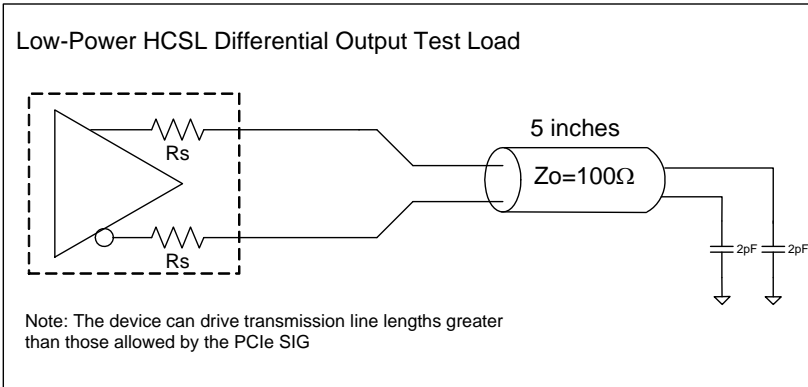 Low-Power HCSL Differential Output Test Load
Rs
5 inches
Zo=100Ω
Rs
2pF
2pF
Note: The device can drive transmission line lengths greater
than those allowed by the PCIe SIG